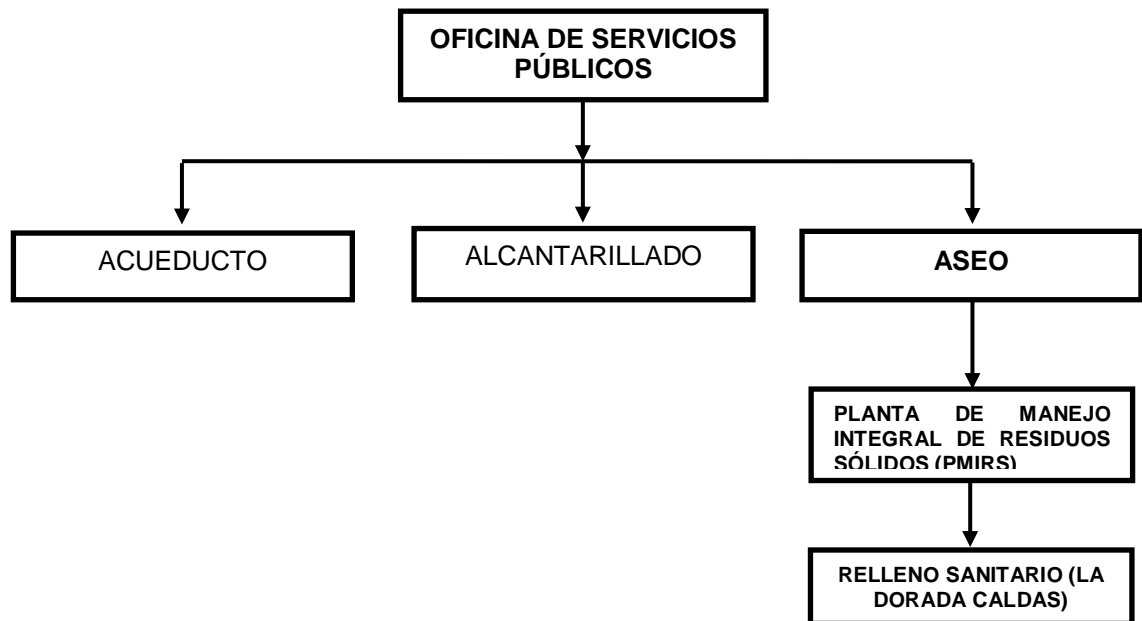 OFICINA DE SERVICIOS
PÚBLICOS
ACUEDUCTO
ALCANTARILLADO
ASEO
PLANTA DE MANEJO
INTEGRAL DE RESIDUOS
SÓLIDOS (PMIRS)
RELLENO SANITARIO (LA
DORADA CALDAS)